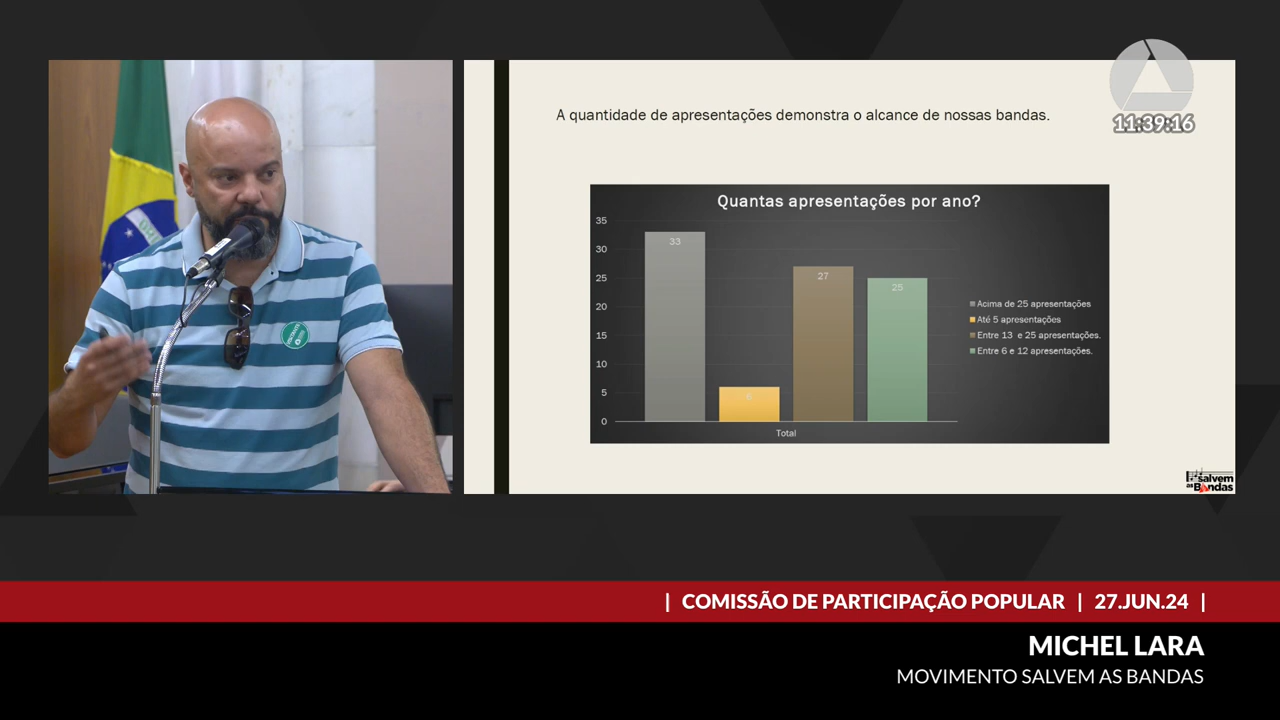 11:39:16
A quantidade de apresentações demonstra o alcance de nossas bandas.
Quantas apresentações por ano?
35
30
25
20
15
10
5
0
33
6
27
25
Total
Acima de 25 apresentações
Até 5 apresentações
Entre 13 e 25 apresentações.
Entre 6 e 12 apresentações.
salvem
as Bandas
| COMISSÃO DE PARTICIPAÇÃO POPULAR | 27.JUN.24 |
MICHEL LARA
MOVIMENTO SALVEM AS BANDAS